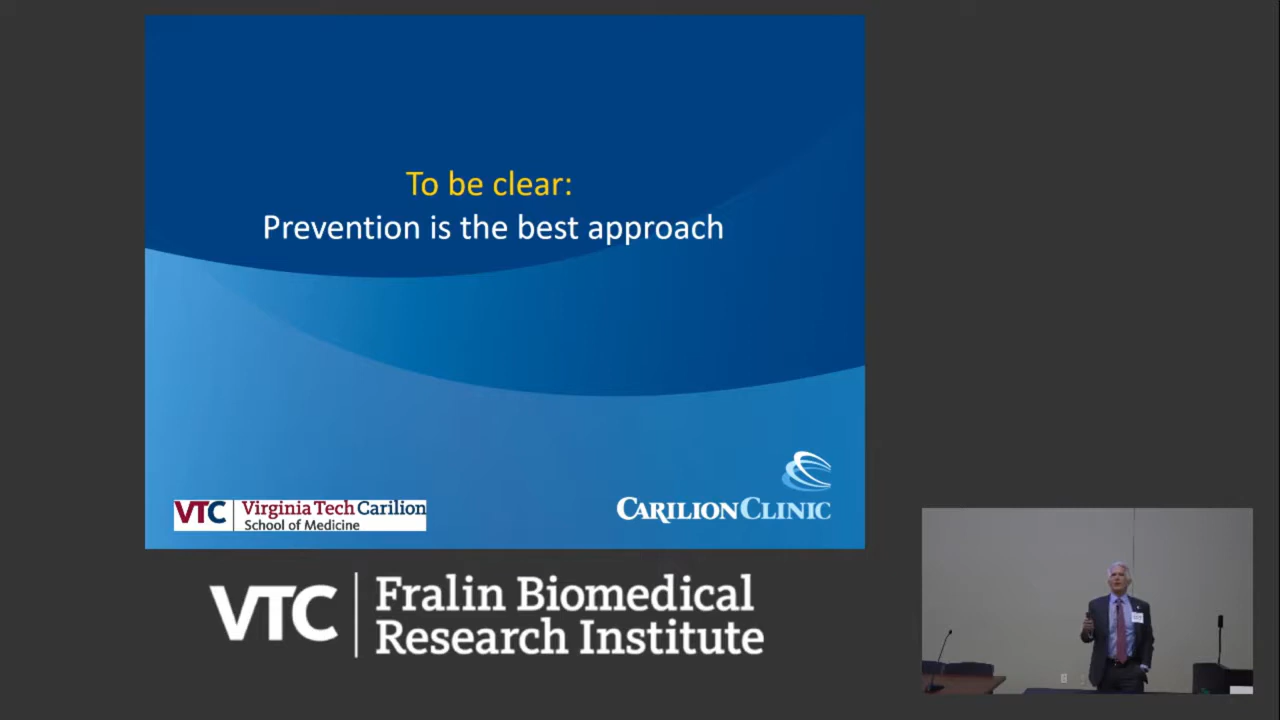 To be clear:
Prevention is the best approach
VTC Virginia Tech Carilion
School of Medicine
CARILION CLINIC
VTC Fralin Biomedical
Research Institute